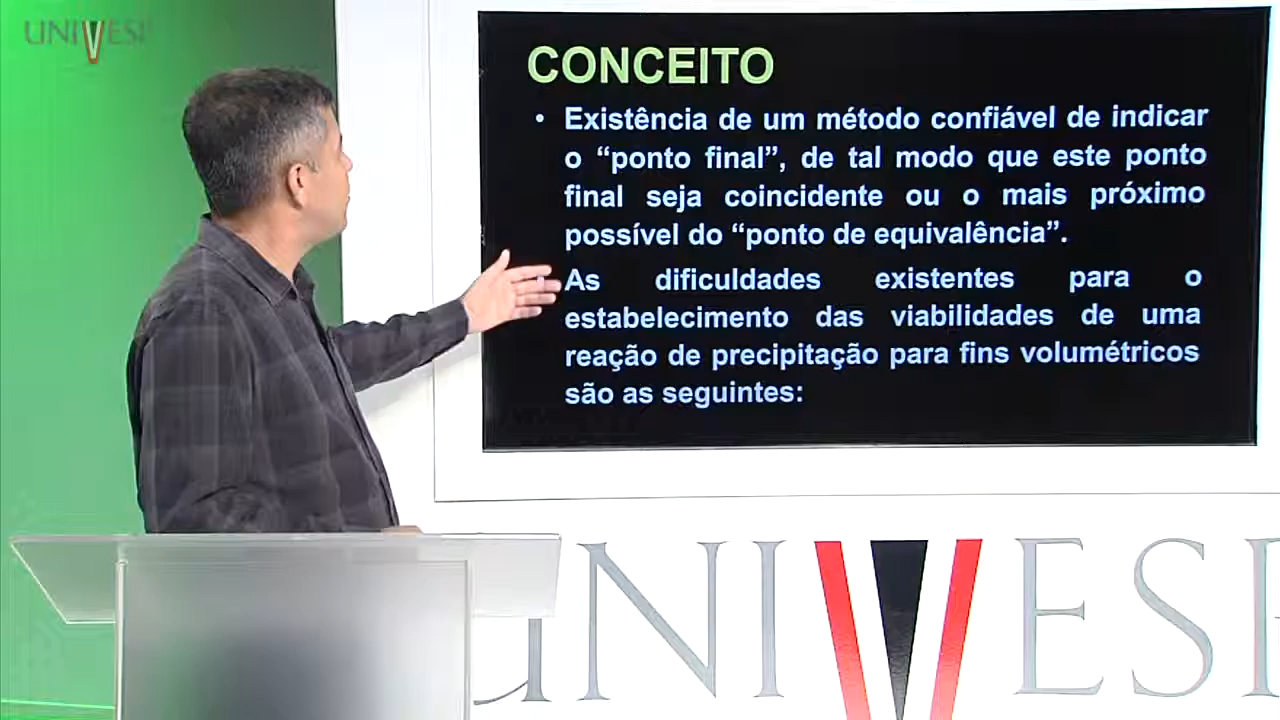 UNIVESP
CONCEITO
• Existência de um método confiável de indicar
o “ponto final”, de tal modo que este ponto
final seja coincidente ou o mais próximo
possível do “ponto de equivalência”.
As dificuldades existentes para o
estabelecimento das viabilidades de uma
reação de precipitação para fins volumétricos
são as seguintes:
UNIVESP